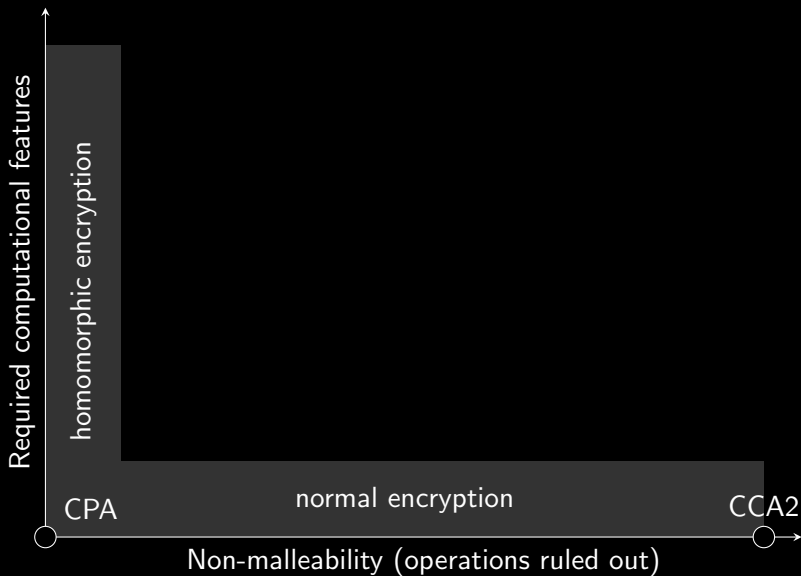 Required computational features
homomorphic encryption
CPA
normal encryption
CCA2
Non-malleability (operations ruled out)